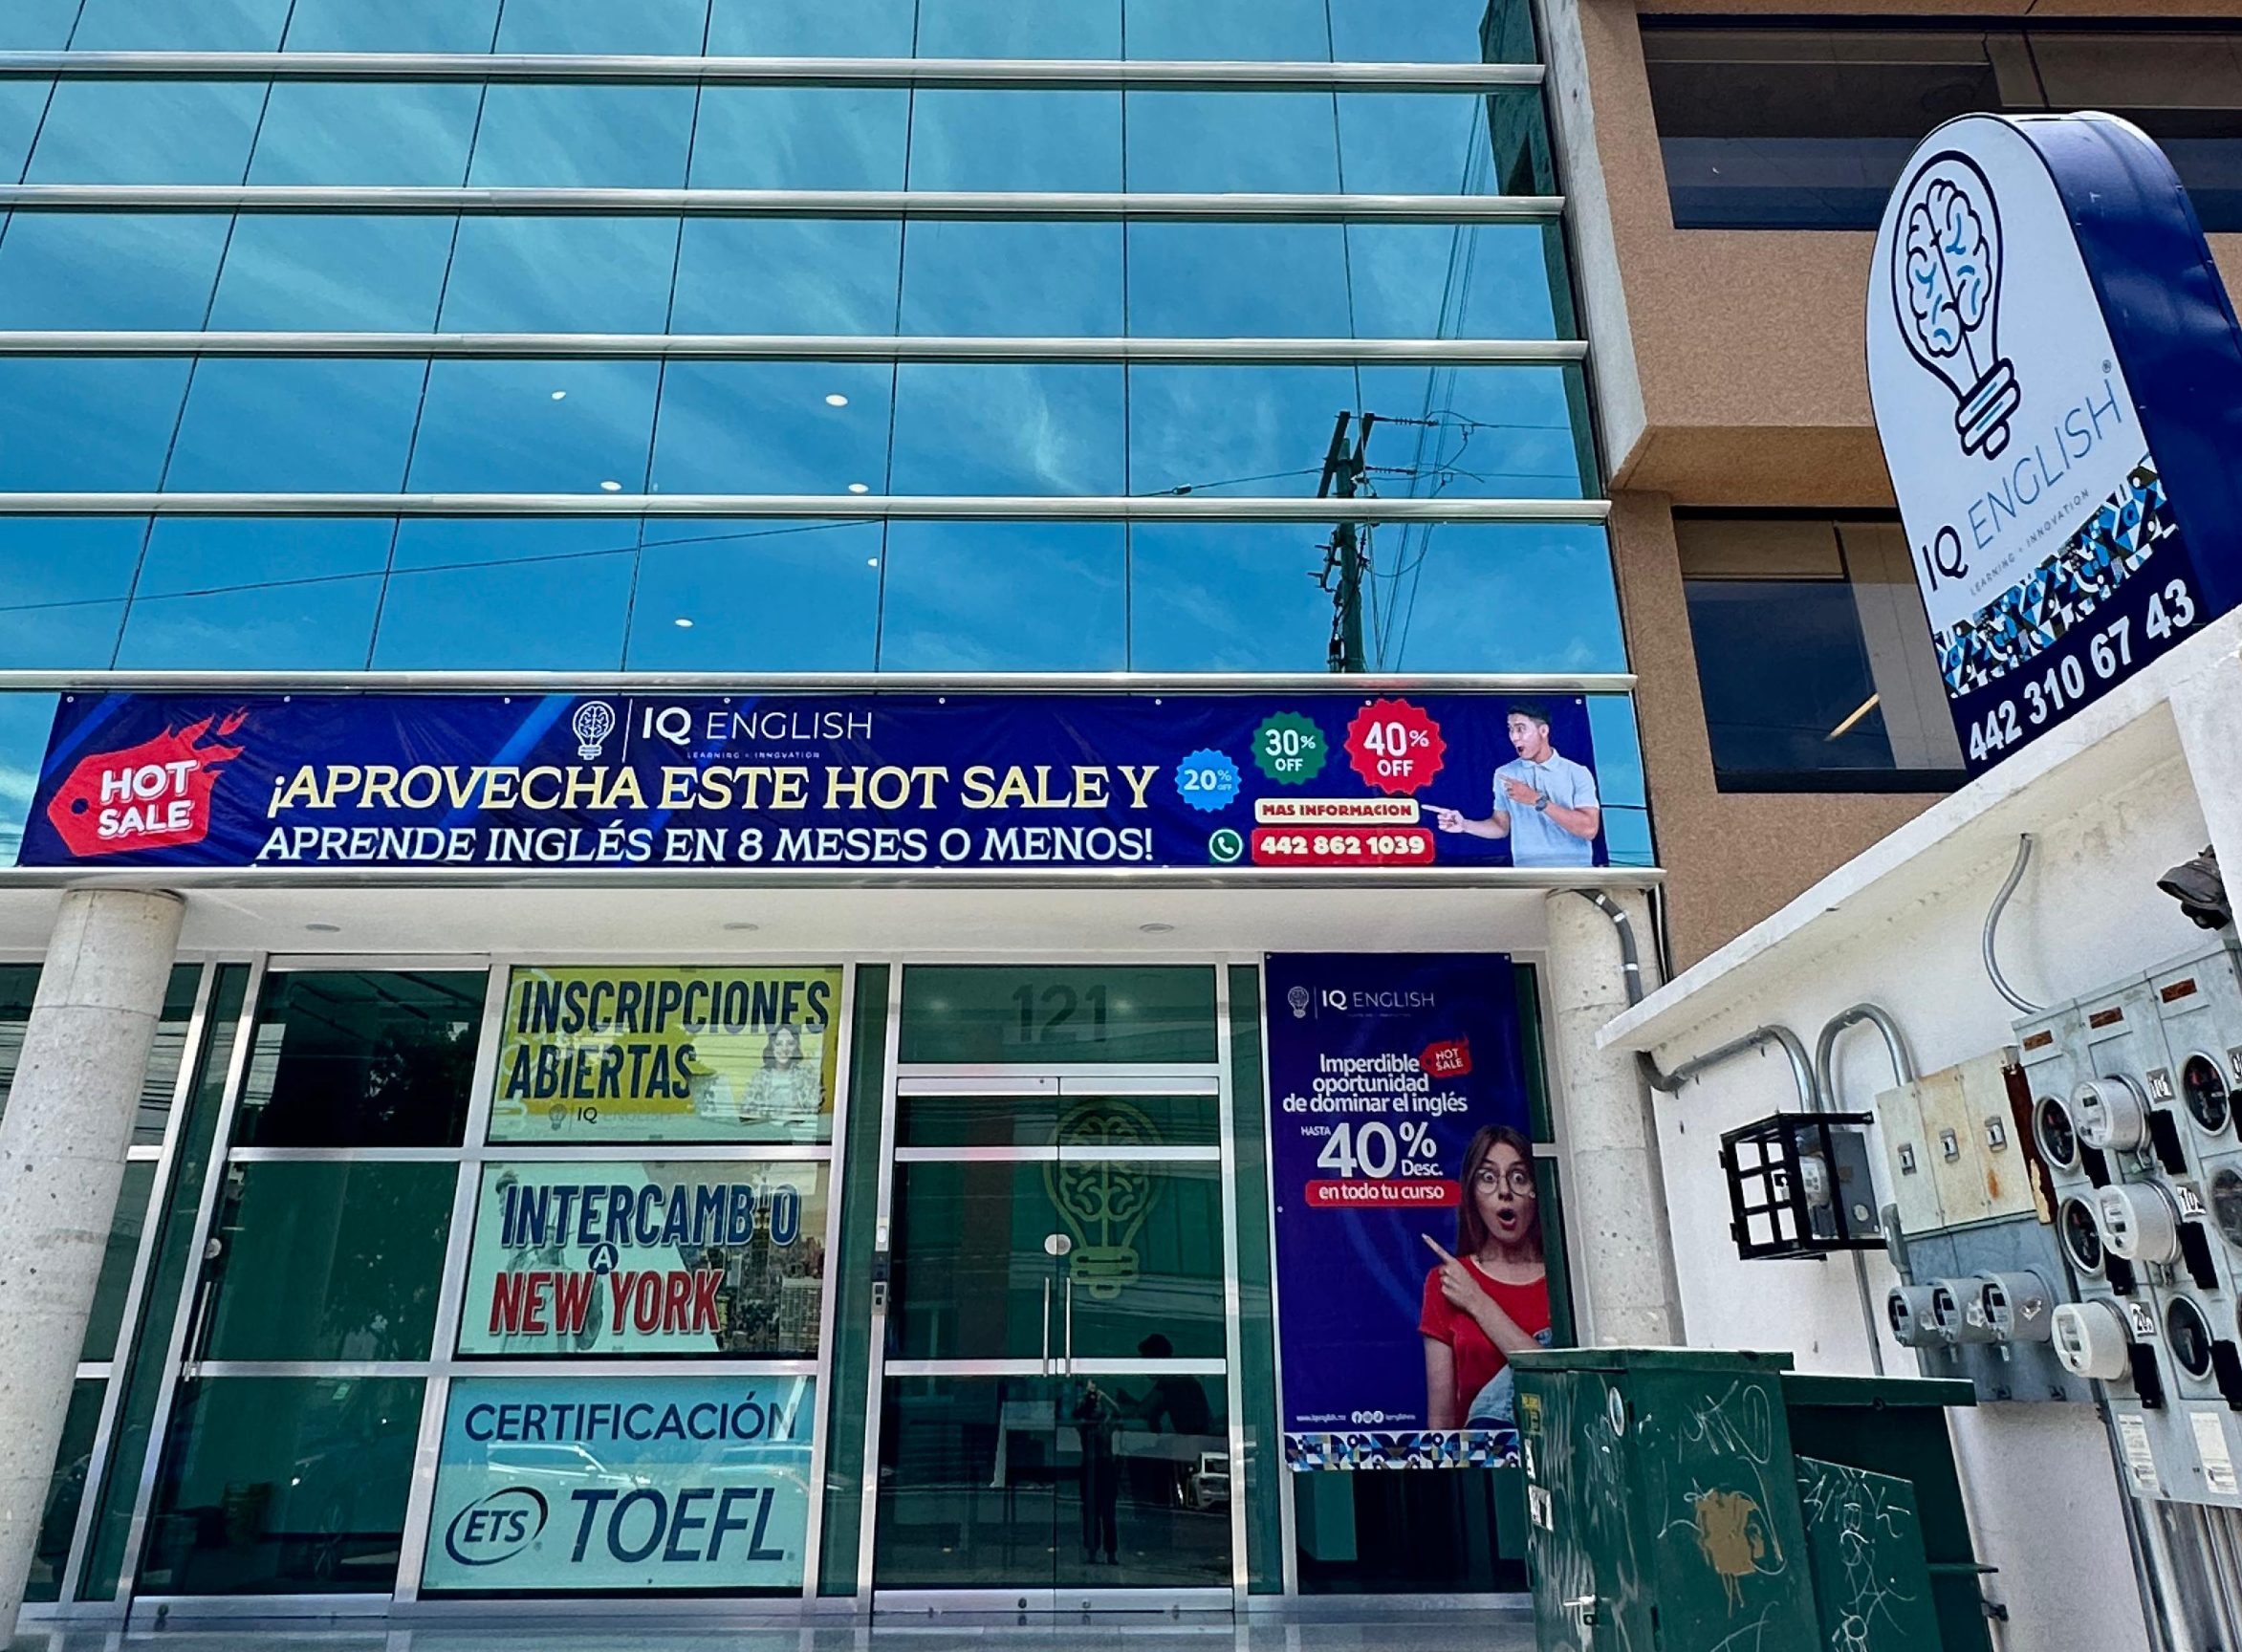 IQ ENGLISH
LEARNING + INNOVATION
442 310 67 43
HOT
SALE
IQ ENGLISH
LEARNING + INNOVATION
¡APROVECHA ESTE HOT SALE Y
APRENDE INGLÉS EN 8 MESES O MENOS!
20% OFF
30%
OFF
40%
OFF
MAS INFORMACION
442 862 1039
INSCRIPCIONES
ABIERTAS
IQ
INTERCAMBIO
A
NEW YORK
CERTIFICACIÓN
ETS TOEFL
121
IQ ENGLISH
Imperdible
HOT
SALE
oportunidad
de dominar el inglés
HASTA
40%
Desc.
en todo tu curso